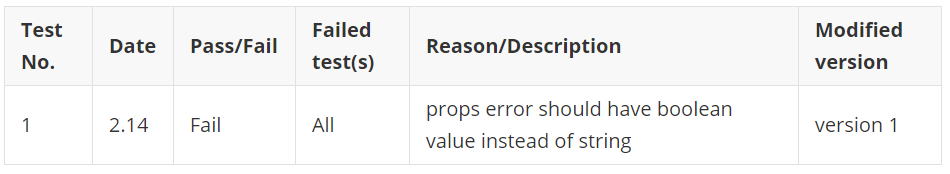 Test No. Date Pass/Fail Failed test(s) Reason/Description Modified version
1 2.14 Fail All props error should have boolean value instead of string version 1